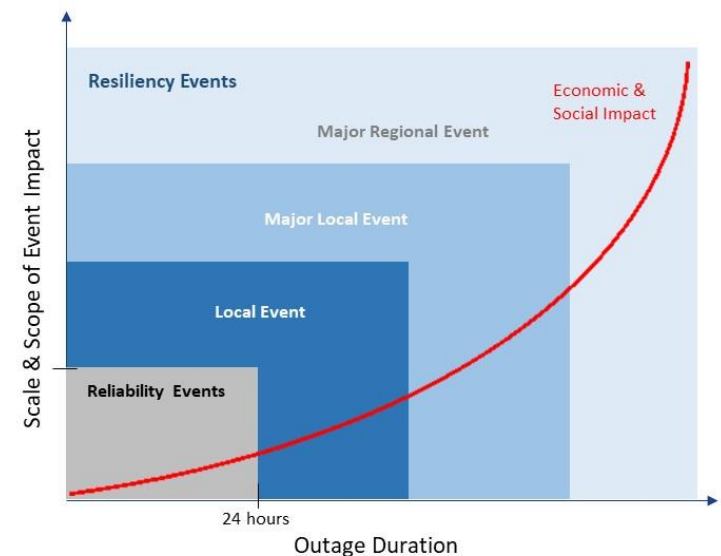 Resiliency Events
Economic &
Social Impact
Major Regional Event
Major Local Event
Local Event
Reliability Events
Scale & Scope of Event Impact
24 hours
Outage Duration